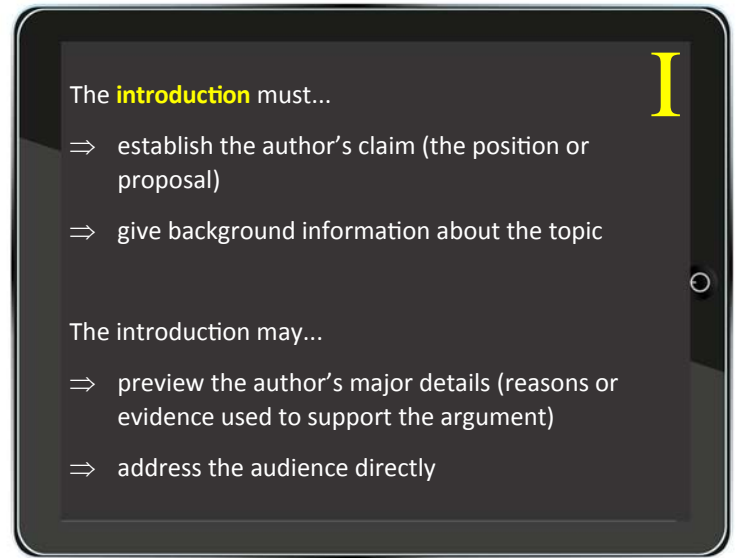 I
The introduction must...
⇒ establish the author’s claim (the position or
proposal)
⇒ give background information about the topic
The introduction may...
⇒ preview the author’s major details (reasons or
evidence used to support the argument)
⇒ address the audience directly